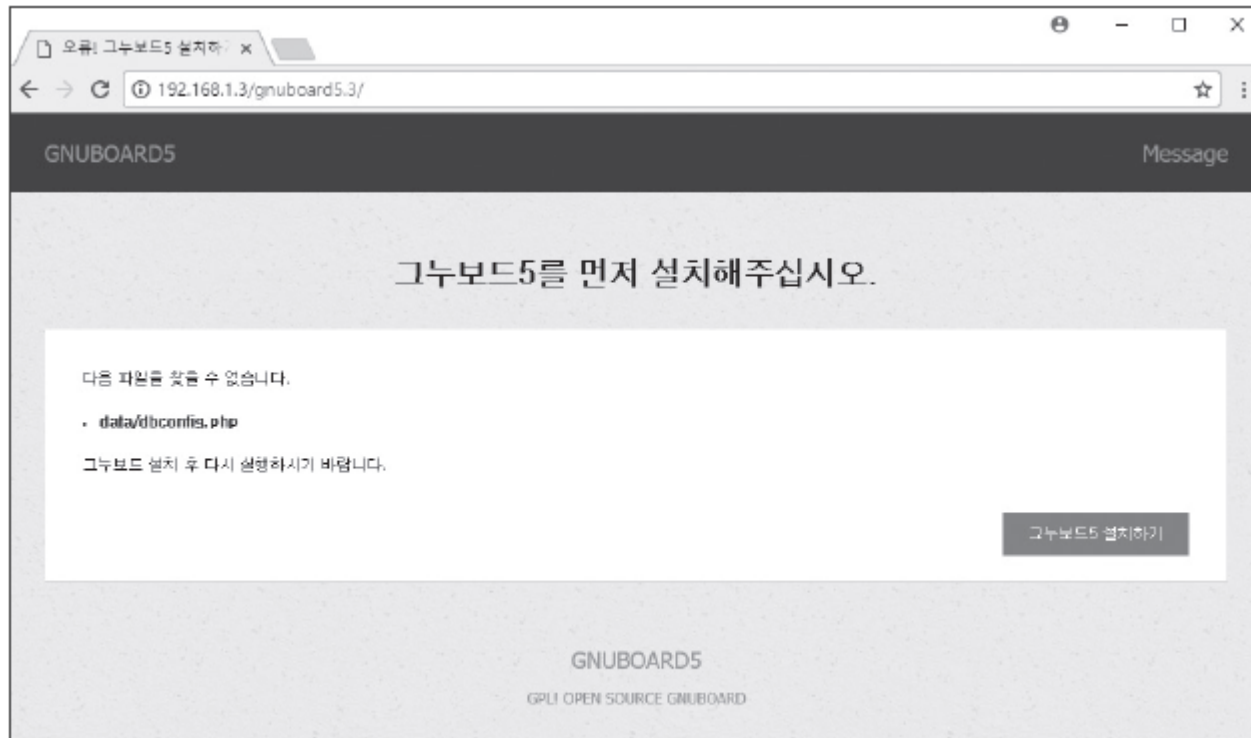 오류! 그누보드5 설치하기
192.168.1.3/gnuboard5.3/
GNUBOARD5
Message
그누보드5를 먼저 설치해주십시오.
다음 파일을 찾을 수 없습니다.
• data/dbconfig.php
그누보드 설치 후 다시 실행하시기 바랍니다.
그누보드5 설치하기
GNUBOARD5
GPL! OPEN SOURCE GNUBOARD